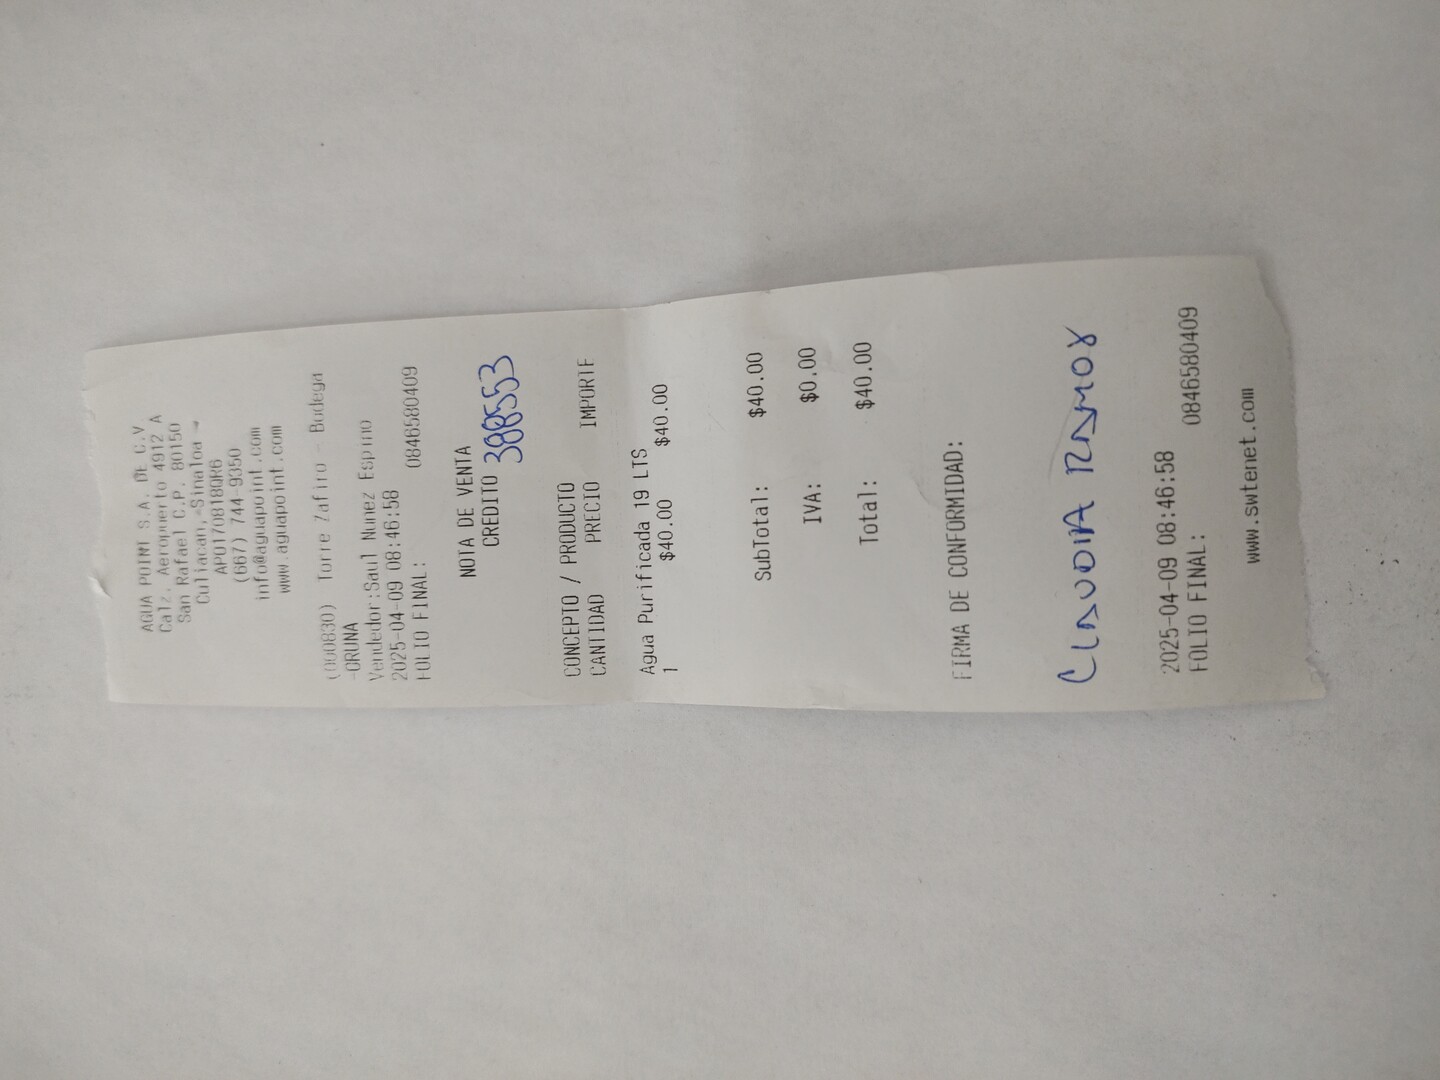 AGUA POINT S.A. DE C.V
Calz. Aeropuerto 4912 A
San Rafael C.P. 80150
Culiacan, Sinaloa
APO170818QR6
(667) 744-9350
info@aguapoint.com
www.aguapoint.com
(000830) Torre Zafiro - Bodega
-ORUNA
Vendedor:Saul Nunez Espino
2025-04-09 08:46:58
FOLIO FINAL: 0846580409
NOTA DE VENTA
CREDITO 388553
CONCEPTO / PRODUCTO
CANTIDAD PRECIO IMPORTE
Agua Purificada 19 LTS
1 $40.00 $40.00
SubTotal: $40.00
IVA: $0.00
Total: $40.00
FIRMA DE CONFORMIDAD:
CLAUDIA RAMOS
2025-04-09 08:46:58
FOLIO FINAL: 0846580409
www.swtenet.com